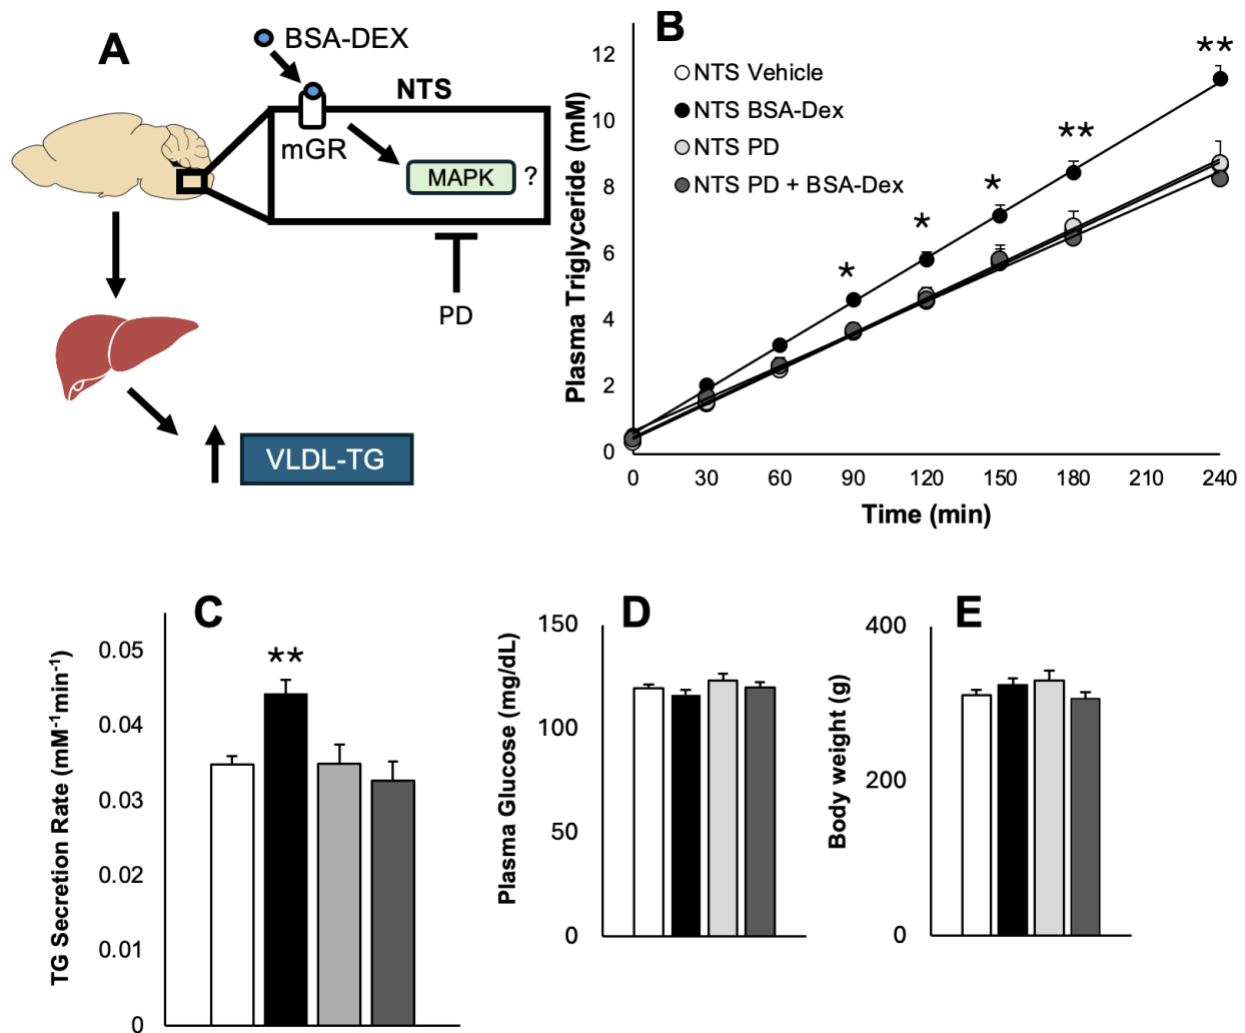 A
BSA-DEX
NTS
mGR
MAPK ?
PD
VLDL-TG
B
Plasma Triglyceride (mM)
12
10
8
6
4
2
0
NTS Vehicle
NTS BSA-Dex
NTS PD
NTS PD + BSA-Dex
*
*
*
**
**
0 30 60 90 120 150 180 210 240
Time (min)
C
TG Secretion Rate (mM⁻¹min⁻¹)
0.05
0.04
0.03
0.02
0.01
0
**
D
Plasma Glucose (mg/dL)
150
100
50
0
E
Body weight (g)
400
200
0